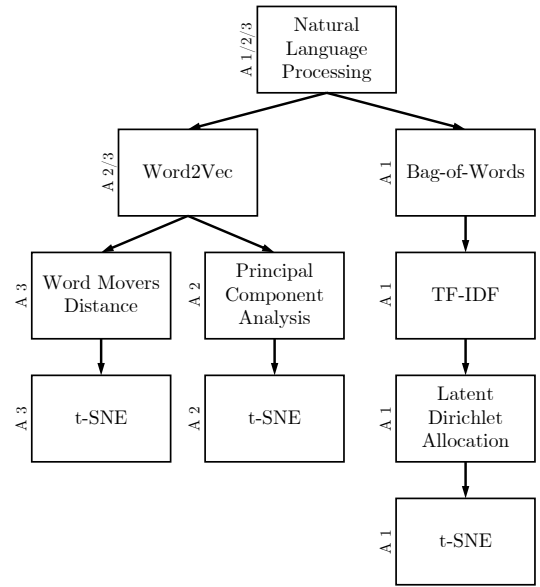 A 1/2/3
Natural
Language
Processing
A 2/3
Word2Vec
A 1
Bag-of-Words
A 3
Word Movers
Distance
A 2
Principal
Component
Analysis
A 1
TF-IDF
A 3
t-SNE
A 2
t-SNE
A 1
Latent
Dirichlet
Allocation
A 1
t-SNE